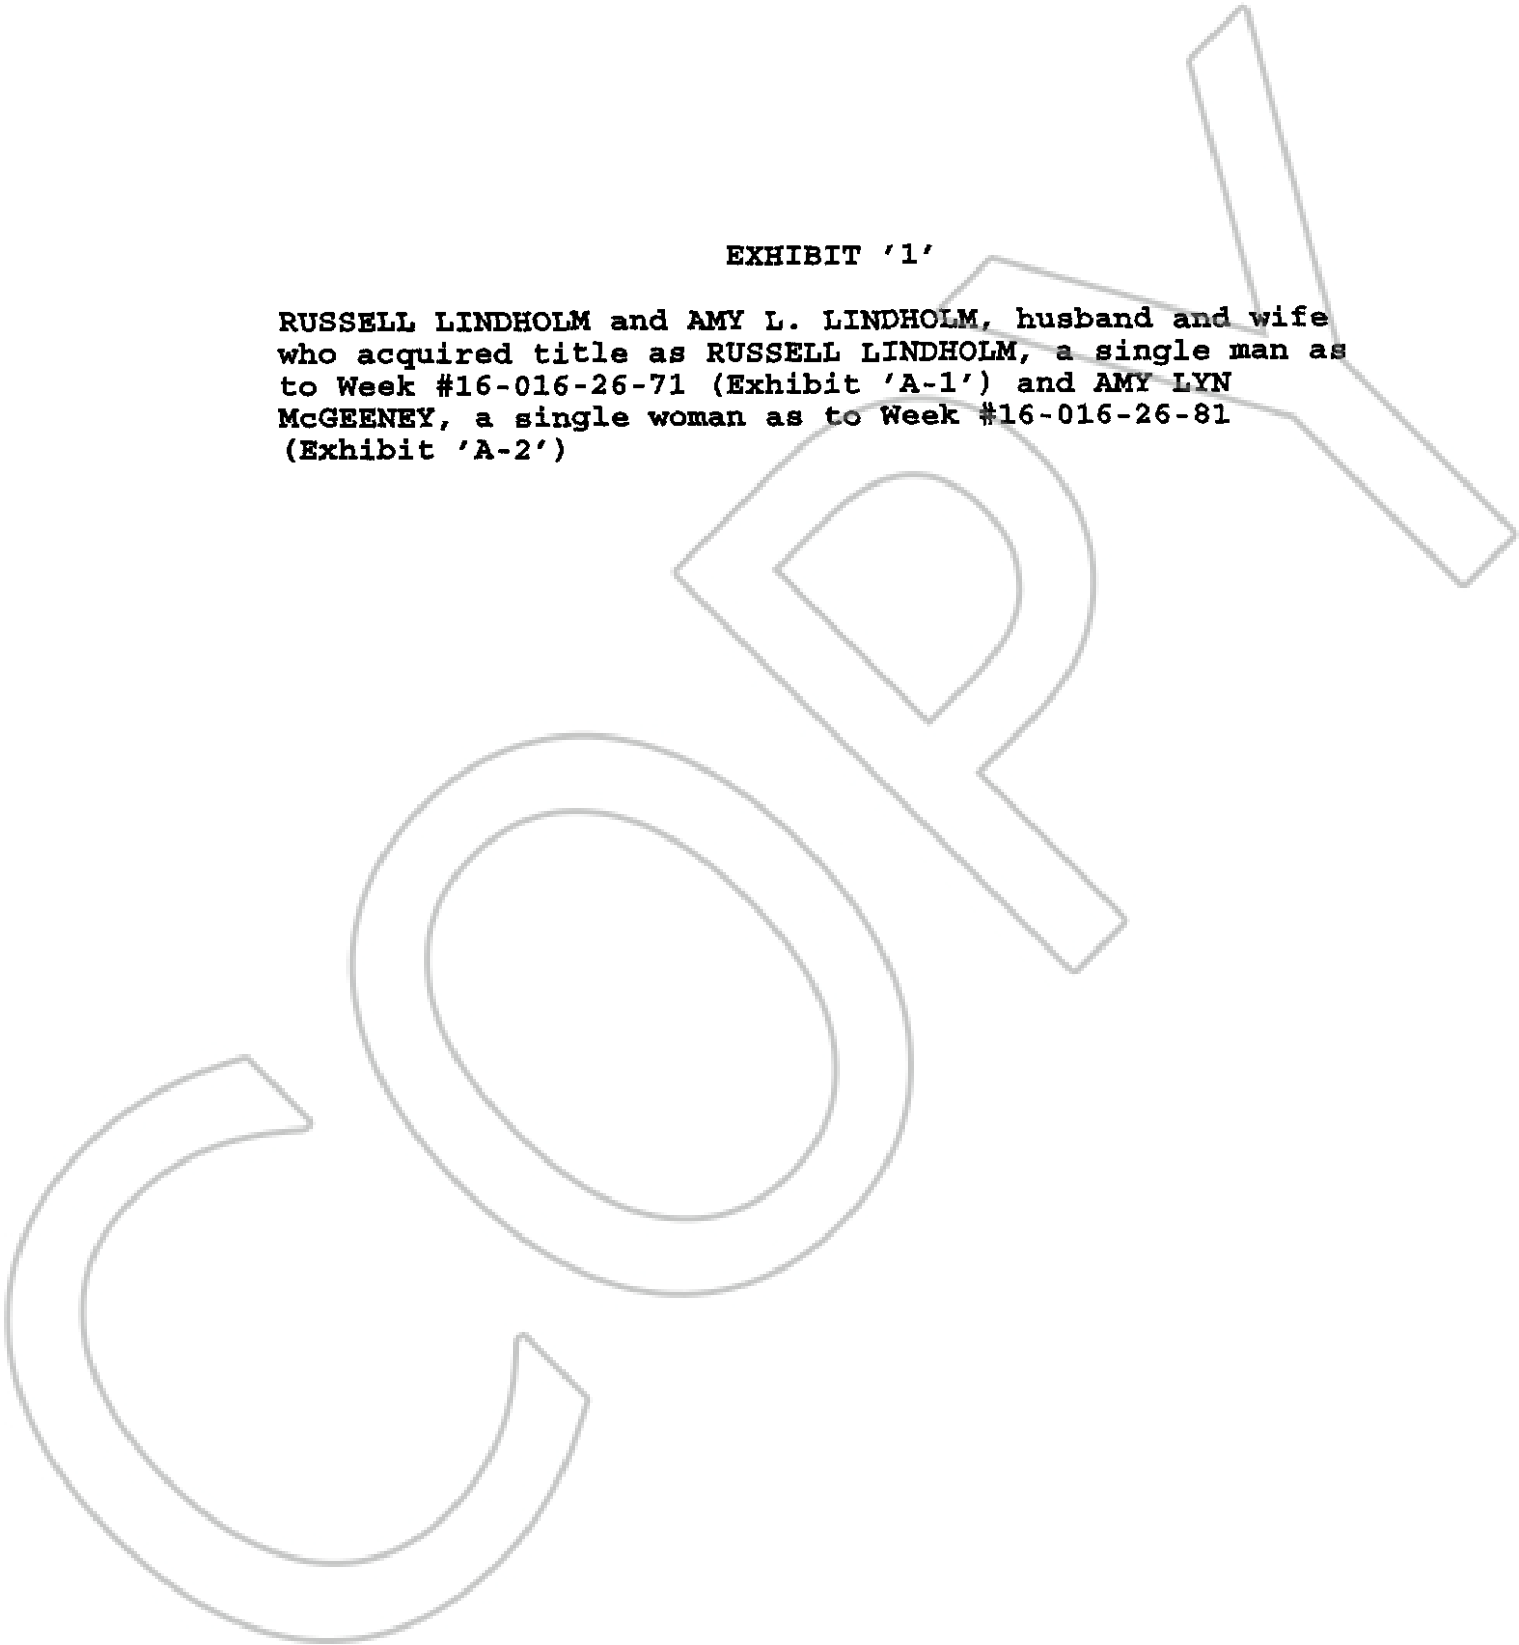 EXHIBIT '1'
RUSSELL LINDHOLM and AMY L. LINDHOLM, husband and wife
who acquired title as RUSSELL LINDHOLM, a single man as
to Week #16-016-26-71 (Exhibit 'A-1') and AMY LYN
McGEENEY, a single woman as to Week #16-016-26-81
(Exhibit 'A-2')
COPY